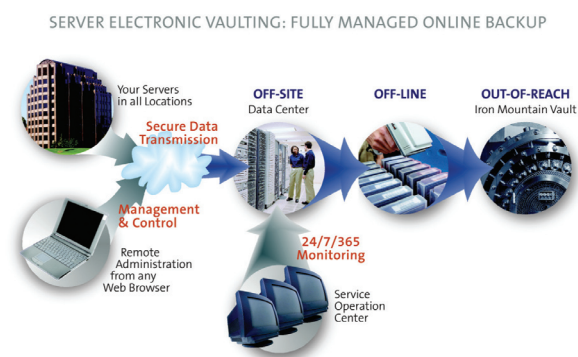 SERVER ELECTRONIC VAULTING: FULLY MANAGED ONLINE BACKUP
Your Servers
in all Locations
Secure Data
Transmission
OFF-SITE
Data Center
OFF-LINE
OUT-OF-REACH
Iron Mountain Vault
Management
& Control
Remote
Administration
from any
Web Browser
24/7/365
Monitoring
Service
Operation
Center